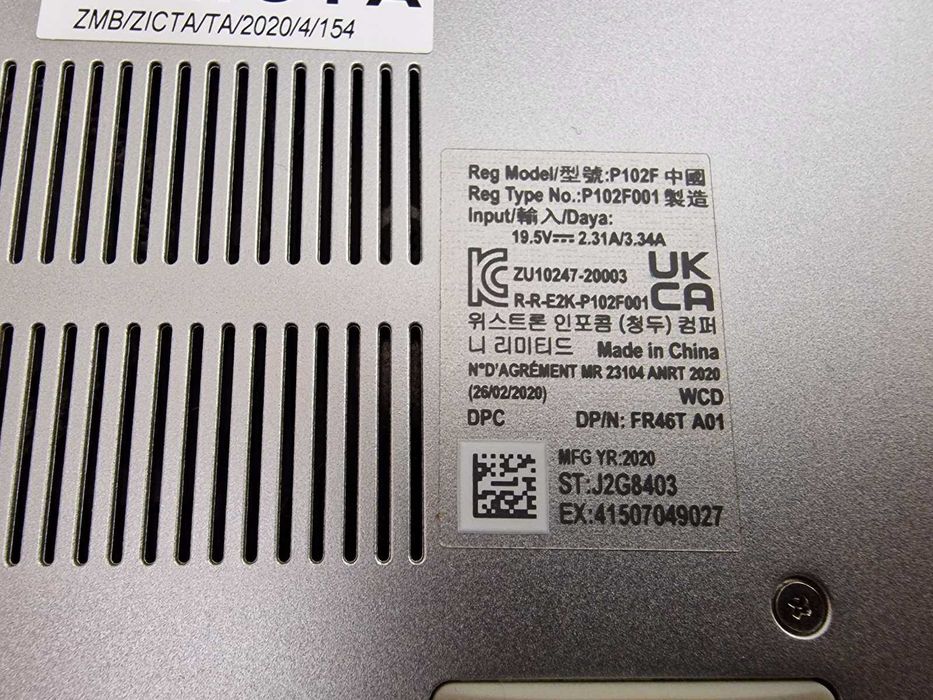 ZMB/ZICTA/TA/2020/4/154
Reg Model/型號:P102F 中國
Reg Type No.:P102F001 製造
Input/輸入/Daya:
19.5V⎓ 2.31A/3.34A
ZU10247-20003 UK
R-R-E2K-P102F001 CA
위스트론 인포콤 (청두) 컴퍼
니 리미티드 Made in China
N°D'AGRÉMENT MR 23104 ANRT 2020
(26/02/2020) WCD
DPC DP/N: FR46T A01
MFG YR:2020
ST:J2G8403
EX:41507049027